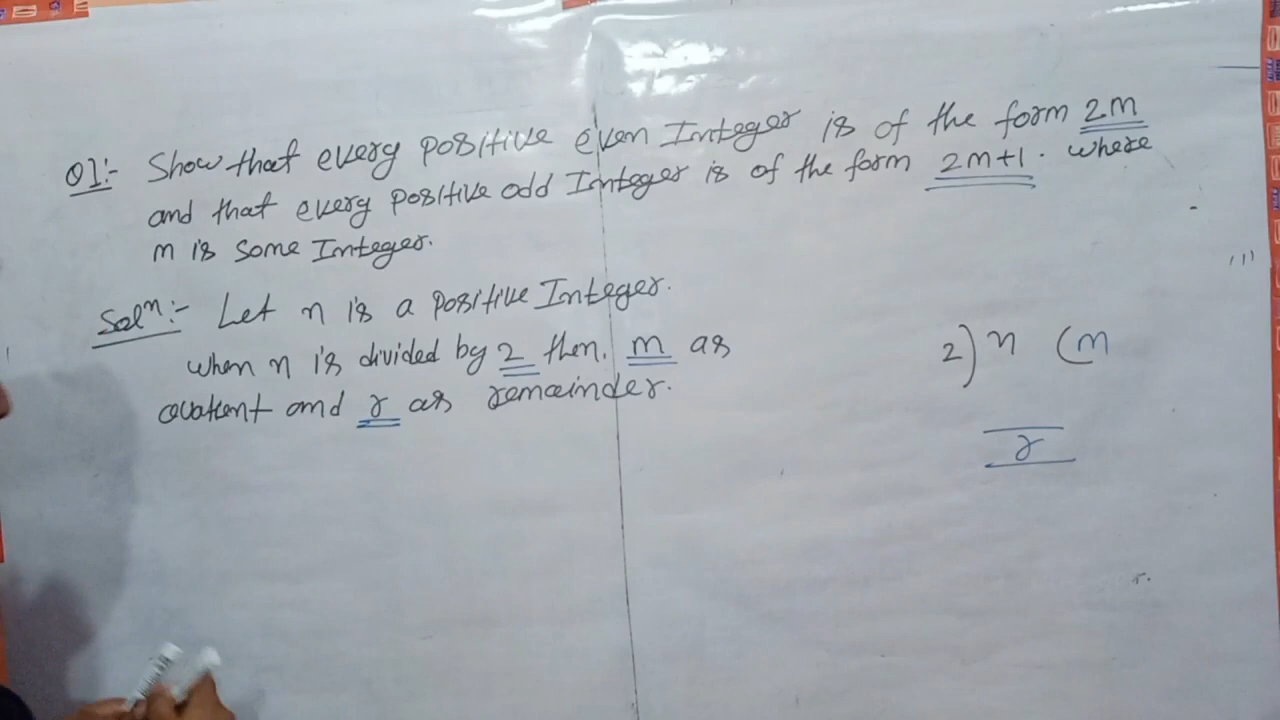 Q1:- Show that every positive even Integer is of the form 2m
and that every positive odd Integer is of the form 2m+1. where
m is some Integer.
Solⁿ:- Let n is a positive Integer.
when n is divided by 2 then, m as
and r as remainder.
2) n (m
r